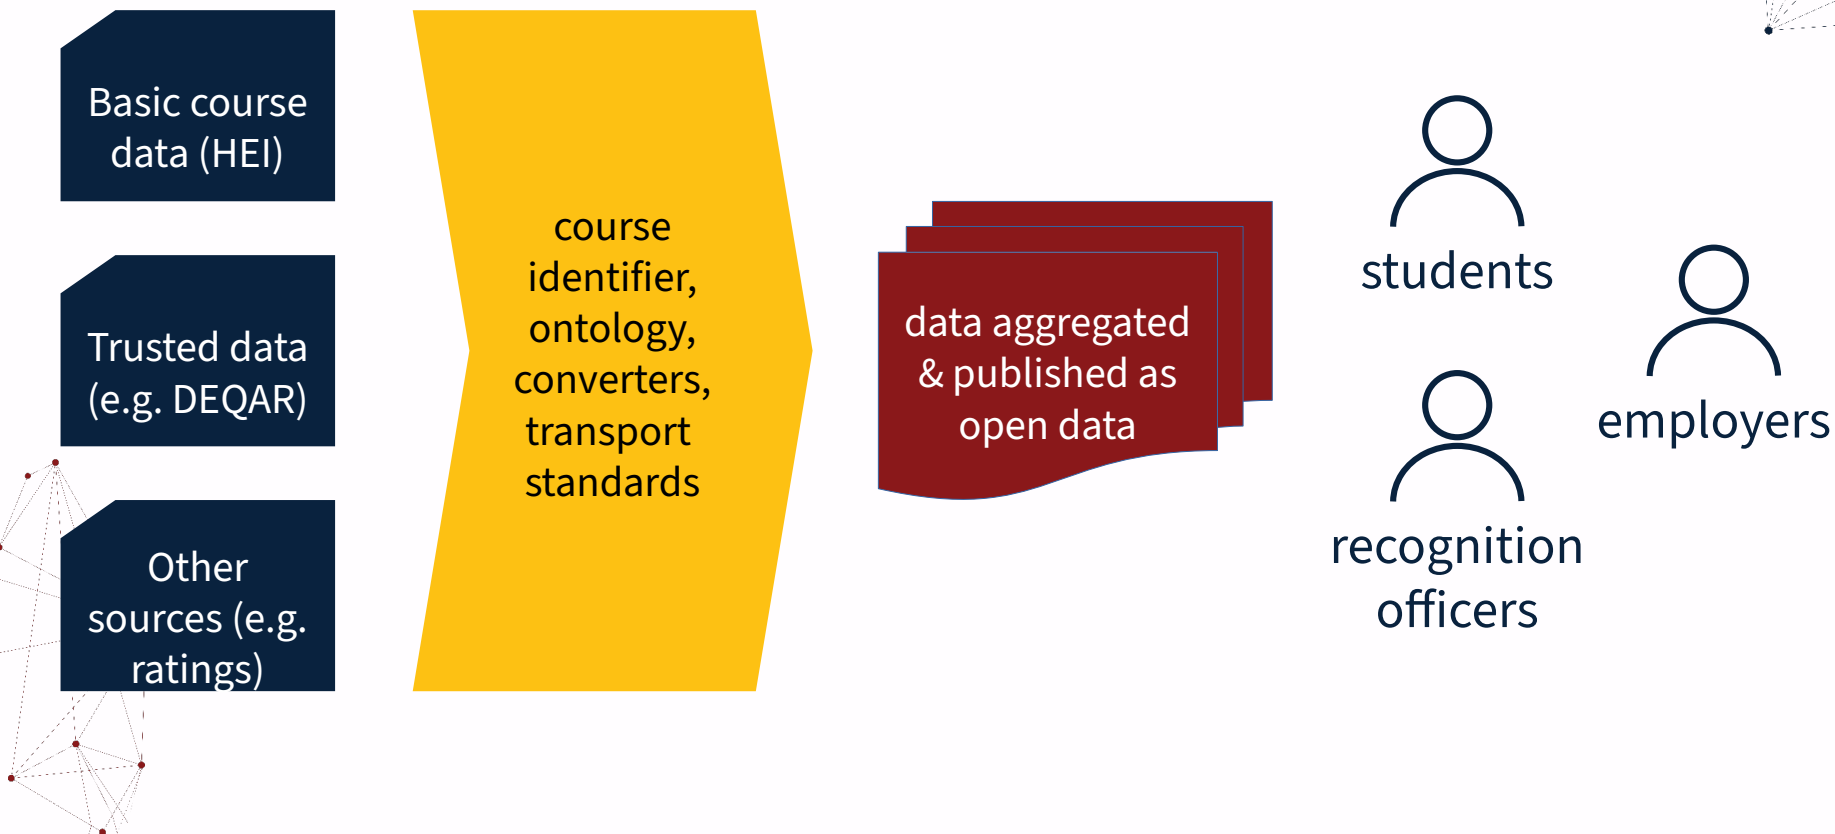 Basic course
data (HEI)
Trusted data
(e.g. DEQAR)
Other
sources (e.g.
ratings)
course
identifier,
ontology,
converters,
transport
standards
data aggregated
& published as
open data
students
employers
recognition
officers